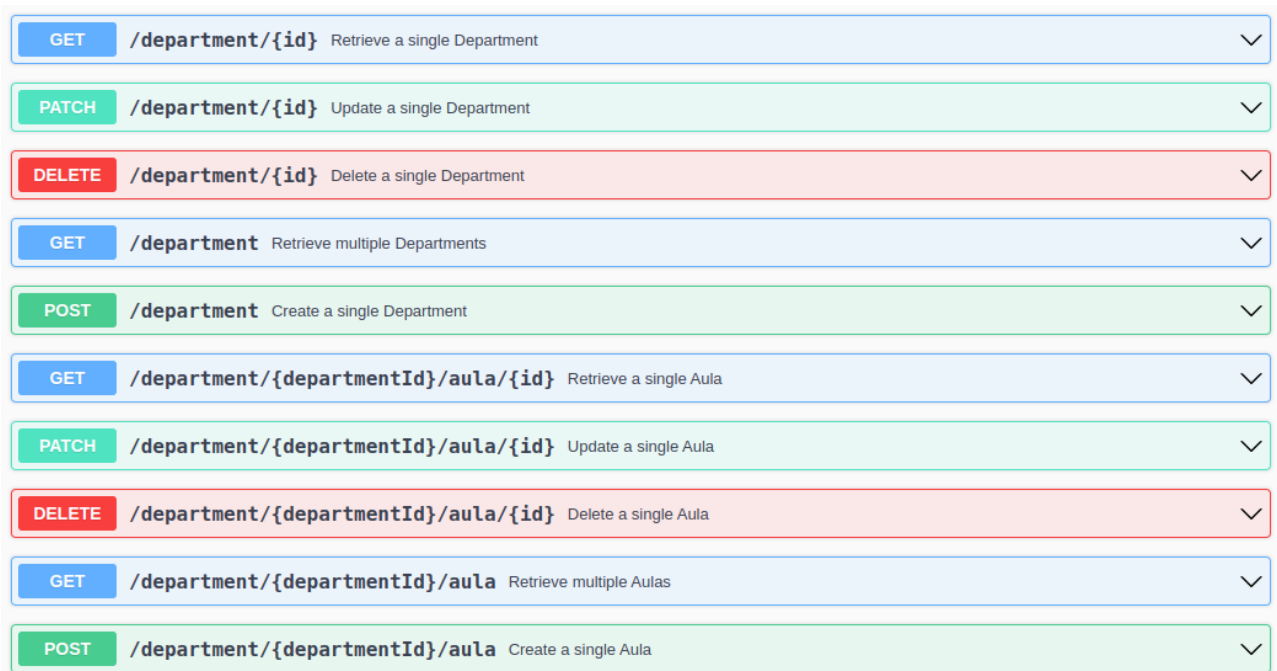 GET /department/{id} Retrieve a single Department
PATCH /department/{id} Update a single Department
DELETE /department/{id} Delete a single Department
GET /department Retrieve multiple Departments
POST /department Create a single Department
GET /department/{departmentId}/aula/{id} Retrieve a single Aula
PATCH /department/{departmentId}/aula/{id} Update a single Aula
DELETE /department/{departmentId}/aula/{id} Delete a single Aula
GET /department/{departmentId}/aula Retrieve multiple Aulas
POST /department/{departmentId}/aula Create a single Aula